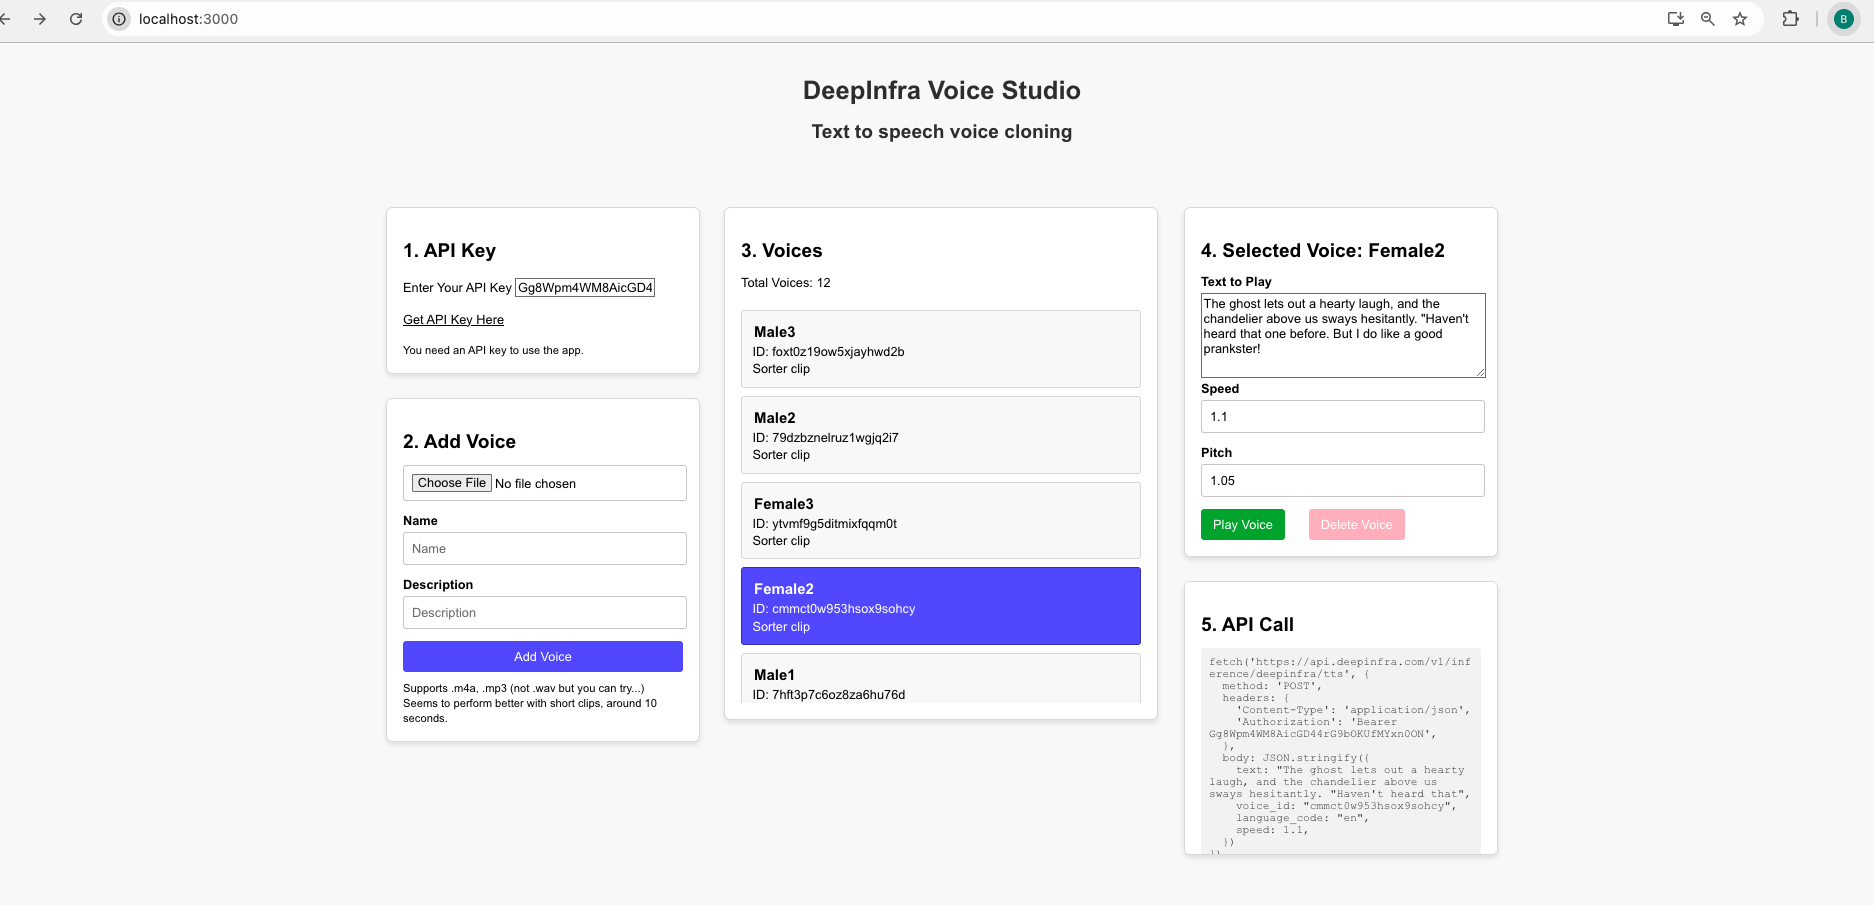 localhost:3000
B
DeepInfra Voice Studio
Text to speech voice cloning
1. API Key
Enter Your API Key Gg8Wpm4WM8AicGD4
Get API Key Here
You need an API key to use the app.
2. Add Voice
Choose File No file chosen
Name
Name
Description
Description
Add Voice
Supports .m4a, .mp3 (not .wav but you can try...)
Seems to perform better with short clips, around 10
seconds.
3. Voices
Total Voices: 12
Male3
ID: foxt0z19ow5xjayhwd2b
Sorter clip
Male2
ID: 79dzbznelruz1wgjq2i7
Sorter clip
Female3
ID: ytvmf9g5ditmixfqqm0t
Sorter clip
Female2
ID: cmmct0w953hsox9sohcy
Sorter clip
Male1
ID: 7hft3p7c6oz8za6hu76d
4. Selected Voice: Female2
Text to Play
The ghost lets out a hearty laugh, and the
chandelier above us sways hesitantly. "Haven't
heard that one before. But I do like a good
prankster!
Speed
1.1
Pitch
1.05
Play Voice Delete Voice
5. API Call
fetch('https://api.deepinfra.com/v1/inf
erence/deepinfra/tts', {
method: 'POST',
headers: {
'Content-Type': 'application/json',
'Authorization': 'Bearer
Gg8Wpm4WM8AicGD44rG9bOKUfMYxn0ON',
},
body: JSON.stringify({
text: "The ghost lets out a hearty
laugh, and the chandelier above us
sways hesitantly. "Haven't heard that",
voice_id: "cmmct0w953hsox9sohcy",
language_code: "en",
speed: 1.1,
})
})